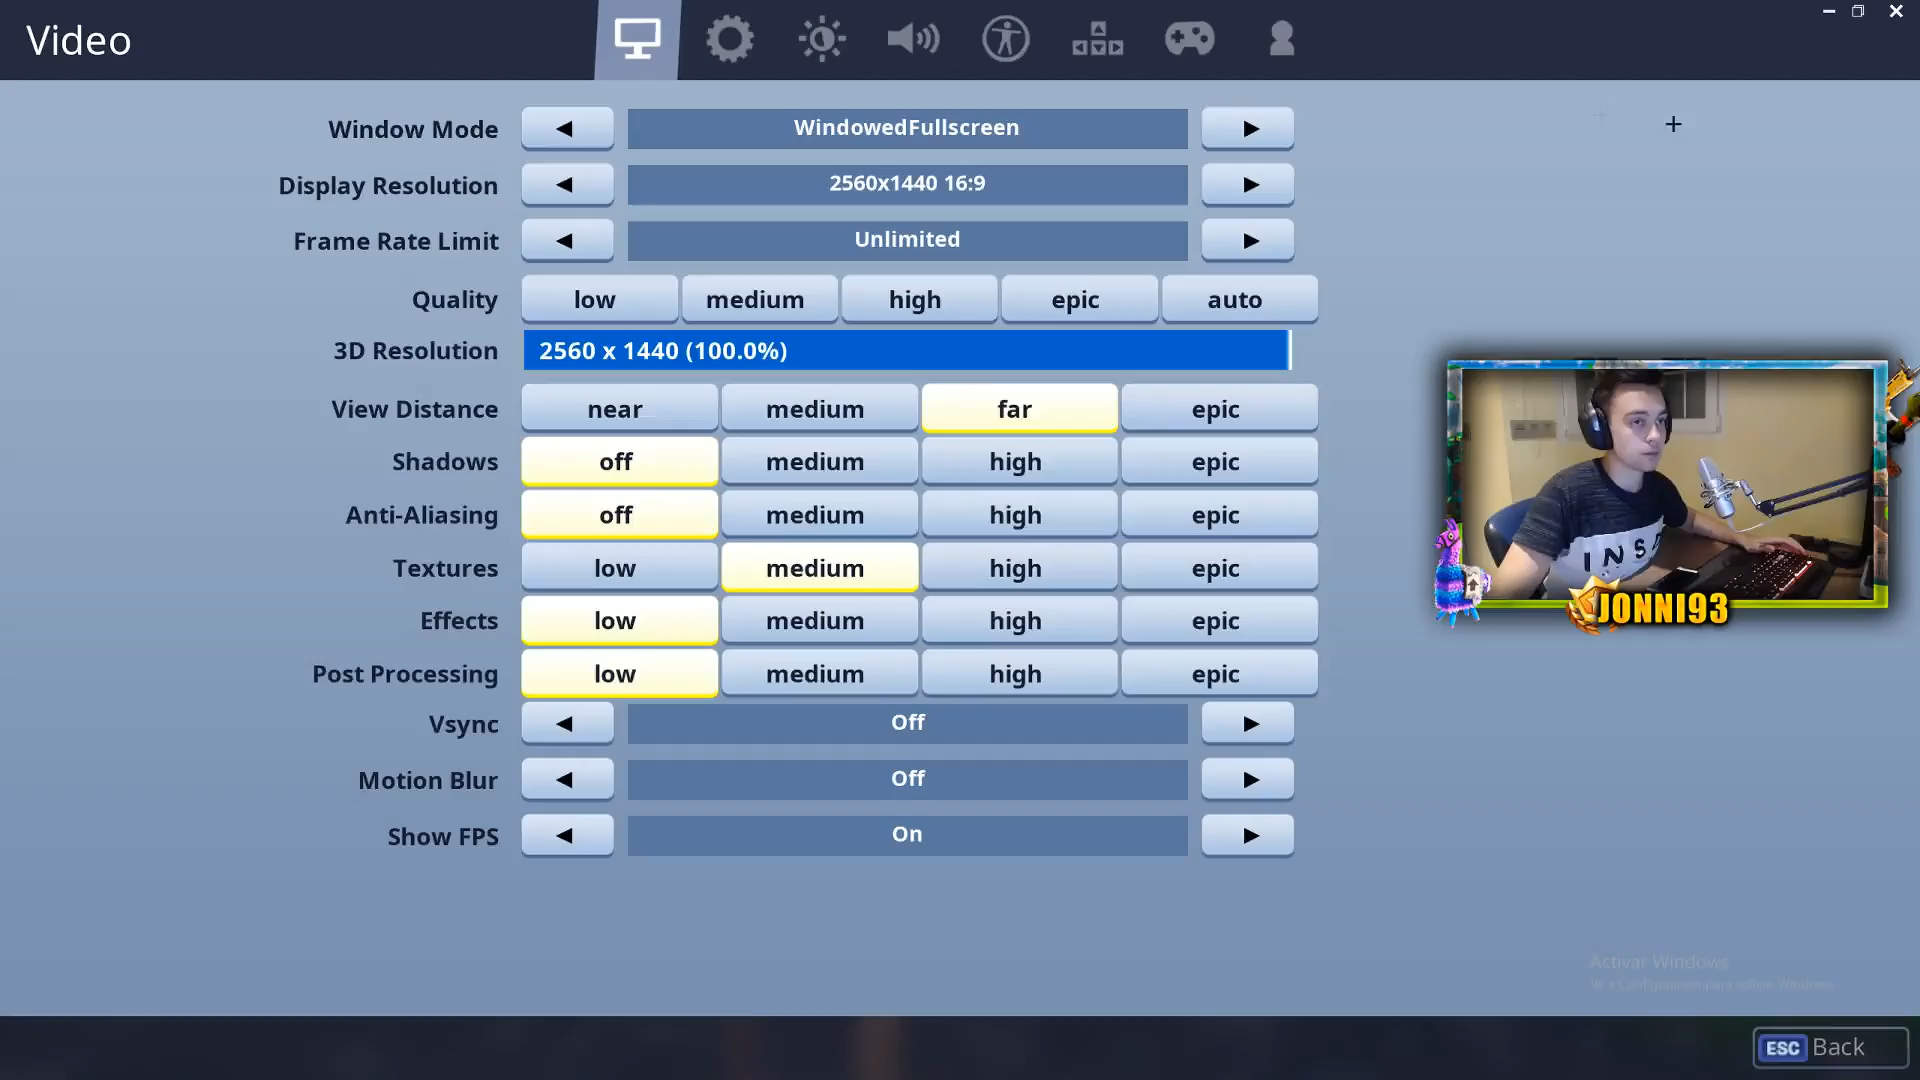 Video
Window Mode WindowedFullscreen
Display Resolution 2560x1440 16:9
Frame Rate Limit Unlimited
Quality low medium high epic auto
3D Resolution 2560 x 1440 (100.0%)
View Distance near medium far epic
Shadows off medium high epic
Anti-Aliasing off medium high epic
Textures low medium high epic
Effects low medium high epic
Post Processing low medium high epic
Vsync Off
Motion Blur Off
Show FPS On
INSA
JONNI93
Activar Windows
ESC Back